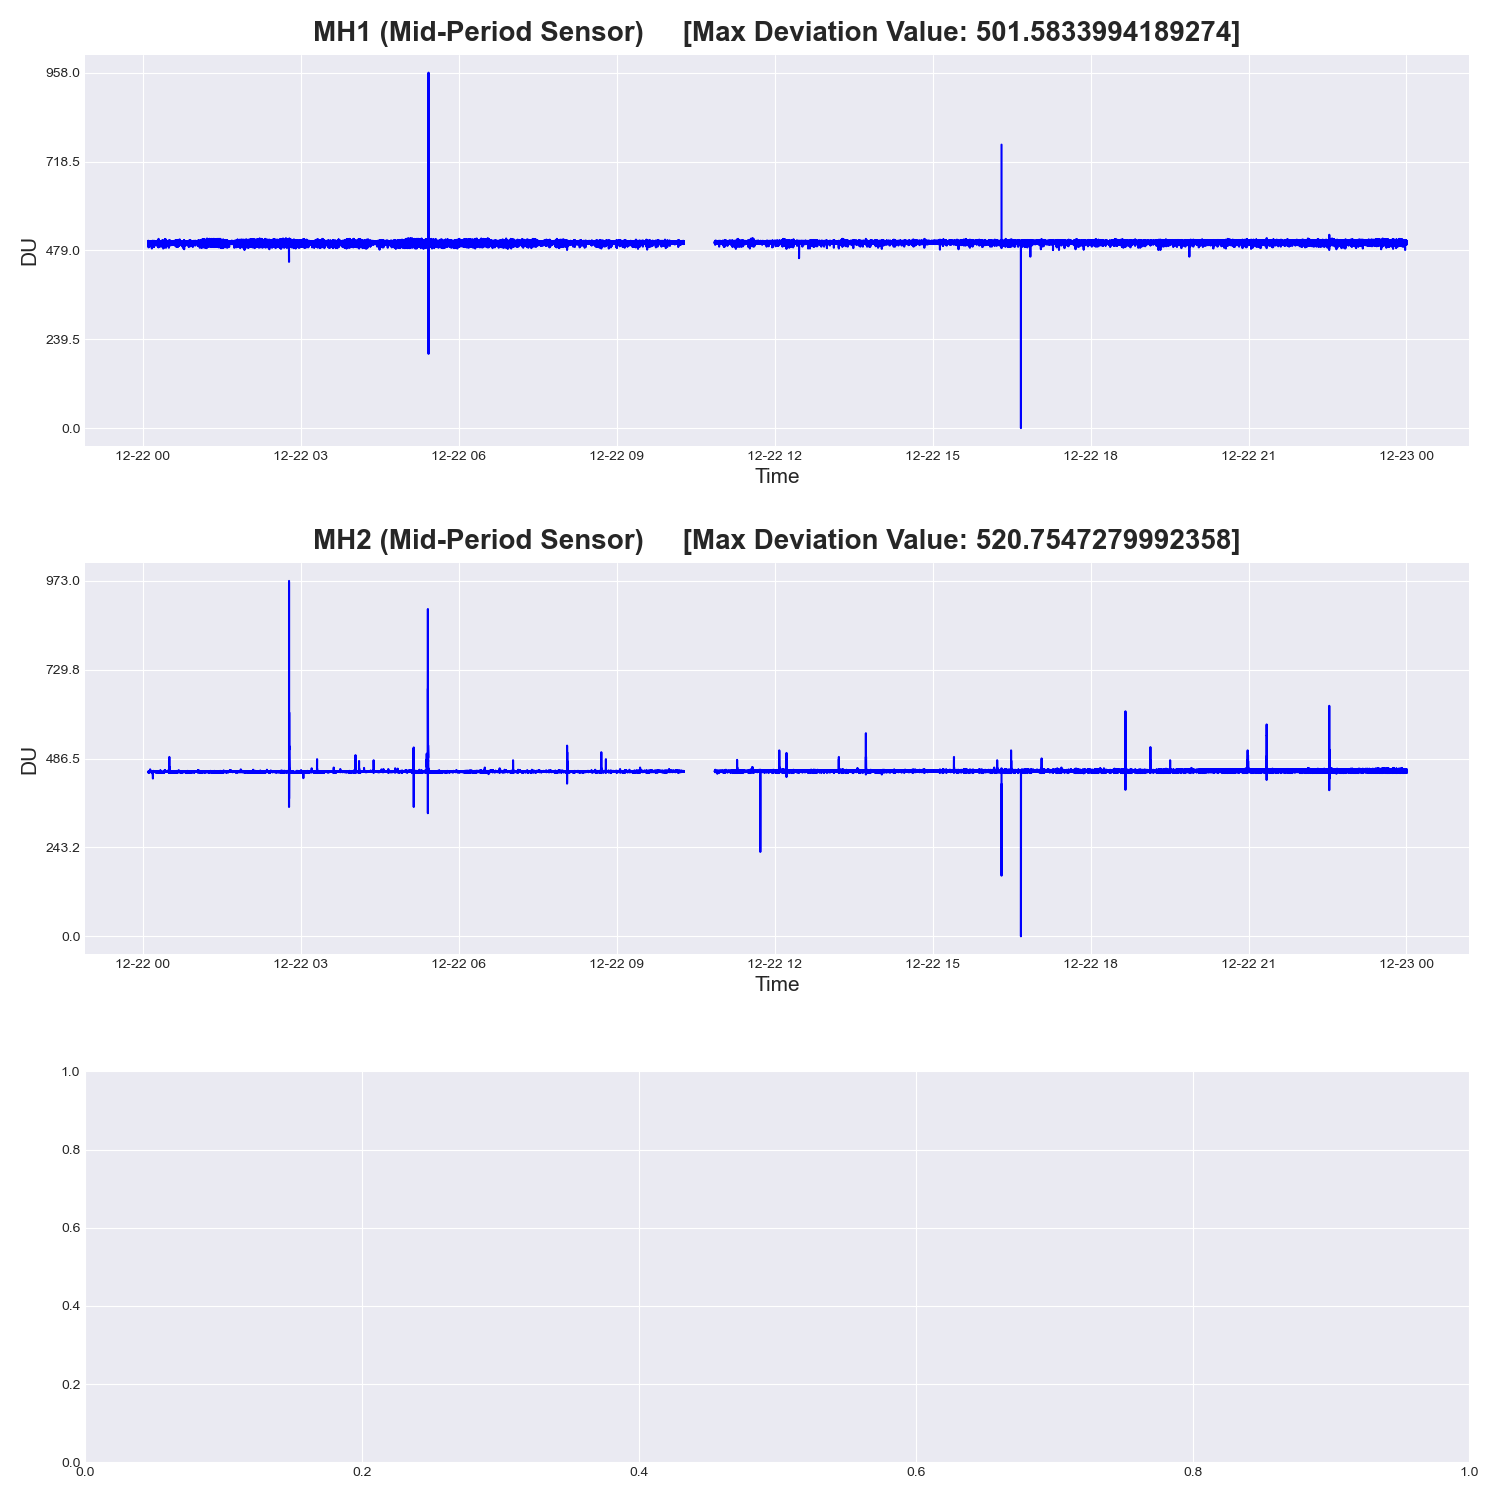 MH1 (Mid-Period Sensor) [Max Deviation Value: 501.5833994189274]
958.0
718.5
479.0
239.5
0.0
DU
12-22 00 12-22 03 12-22 06 12-22 09 12-22 12 12-22 15 12-22 18 12-22 21 12-23 00
Time
MH2 (Mid-Period Sensor) [Max Deviation Value: 520.7547279992358]
973.0
729.8
486.5
243.2
0.0
DU
12-22 00 12-22 03 12-22 06 12-22 09 12-22 12 12-22 15 12-22 18 12-22 21 12-23 00
Time
1.0
0.8
0.6
0.4
0.2
0.0
0.0 0.2 0.4 0.6 0.8 1.0